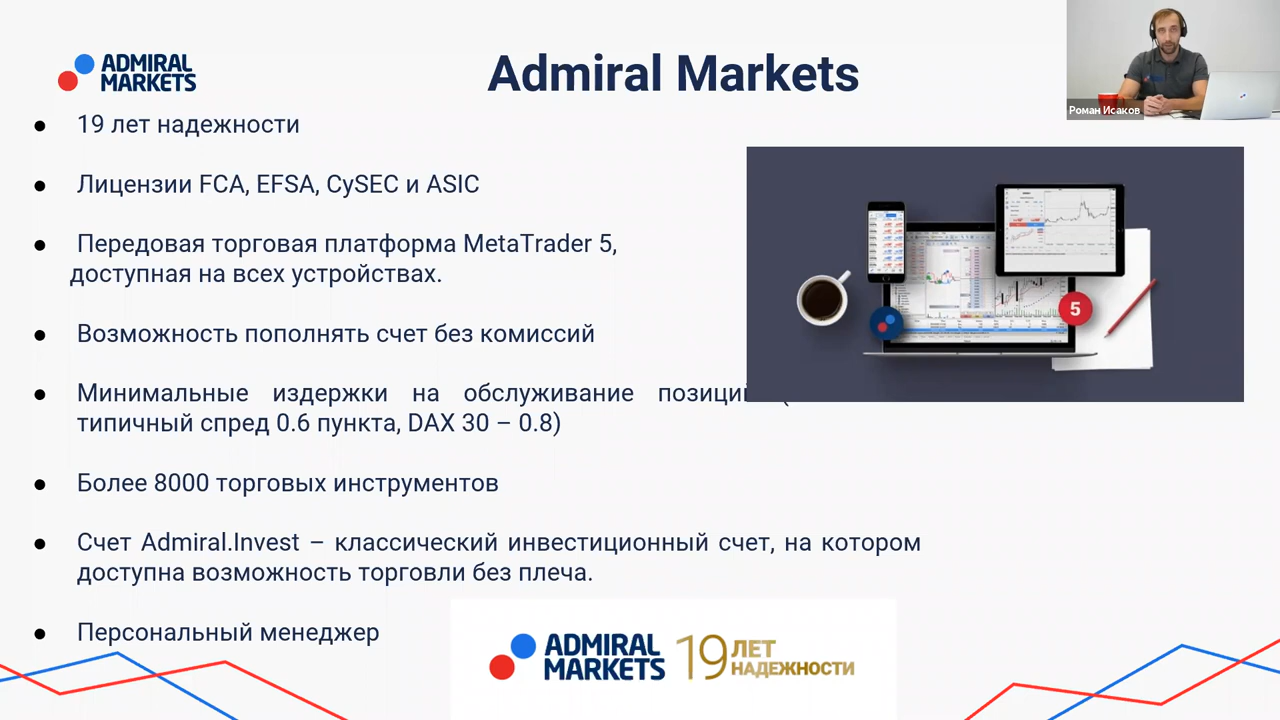 ADMIRAL
MARKETS
Admiral Markets
Роман Исаков
● 19 лет надежности
● Лицензии FCA, EFSA, CySEC и ASIC
● Передовая торговая платформа MetaTrader 5,
доступная на всех устройствах.
● Возможность пополнять счет без комиссий
● Минимальные издержки на обслуживание позиций (
типичный спред 0.6 пункта, DAX 30 – 0.8)
● Более 8000 торговых инструментов
● Счет Admiral.Invest – классический инвестиционный счет, на котором
доступна возможность торговли без плеча.
● Персональный менеджер
5
ADMIRAL
MARKETS
19 ЛЕТ
НАДЕЖНОСТИ